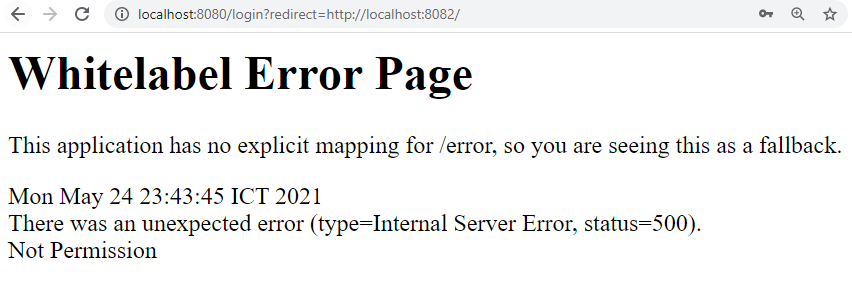 localhost:8080/login?redirect=http://localhost:8082/
Whitelabel Error Page
This application has no explicit mapping for /error, so you are seeing this as a fallback.
Mon May 24 23:43:45 ICT 2021
There was an unexpected error (type=Internal Server Error, status=500).
Not Permission